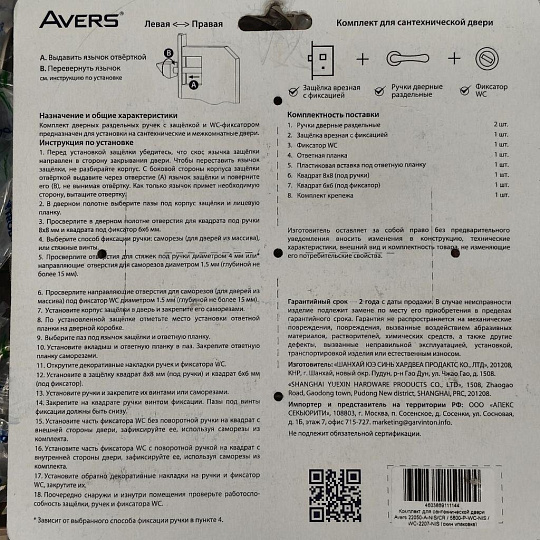 AVERS®
Левая <—> Правая
Комплект для сантехнической двери
A. Выдавить язычок отвёрткой
B. Перевернуть язычок
см. инструкцию по установке
B
A
Защёлка врезная
с фиксацией
Ручки дверные
раздельные
Фиксатор
WC
Назначение и общие характеристики
Комплект дверных раздельных ручек с защёлкой и WC-фиксатором
предназначен для установки на сантехнические и межкомнатные двери.
Инструкция по установке
1. Перед установкой защёлки убедитесь, что скос язычка защёлки
направлен в сторону закрывания двери. Чтобы переставить язычок
защёлки, не разбирайте корпус. С боковой стороны корпуса защёлки
отвёрткой выдавите через отверстие (A) язычок защёлки и поверните
его (B), не вынимая отвёртку. Как только язычок примет необходимую
сторону, вытащите отвертку.
2. В дверном полотне выберите пазы под корпус защёлки и лицевую
планку.
3. Просверлите в дверном полотне отверстия для квадрата под ручки
8x8 мм и квадрата под фиксатор 6x6 мм.
4. Выберите способ фиксации ручки: саморезы (для дверей из массива),
или стяжные винты.
5. Просверлите отверстия для стяжек под ручки диаметром 4 мм или*
направляющие отверстия для саморезов диаметром 1.5 мм (глубиной не
более 15 мм).
6. Просверлите направляющие отверстия для саморезов (для дверей из
массива) под фиксатор WC диаметром 1.5 мм (глубиной не более 15 мм).
7. Установите корпус защёлки в дверь и закрепите его саморезами.
8. По установленной защёлке отметьте место установки ответной
планки на дверной коробке.
9. Выберите паз под защёлку и ответную планку.
10. Установите вкладыш и ответную планку в паз. Закрепите ответную
планку саморезами.
11. Открутите декоративные накладки ручек и фиксатор WC.
12. Установите в защёлку квадрат 8x8 мм (под ручки) и квадрат 6x6 мм
(под фиксатор).
13. Установите ручки и закрепите их винтами или саморезами.
14. Закрепите на квадрате ручки винтом фиксации. Пазы под винты
фиксации должны быть снизу.
15. Установите часть фиксатора WC без поворотной ручки на квадрат с
внешней стороны двери, зафиксируйте ее, используя саморезы из
комплекта.
16. Установите часть фиксатора WC с поворотной ручкой на квадрат с
внутренней стороны двери, зафиксируйте ее, используя саморезы из
комплекта.
17. Установите обратно декоративные накладки на ручки и фиксатор
WC, закрутите их.
18. Поочередно снаружи и изнутри помещения проверьте работоспо-
собность защелки, ручек и фиксатора WC.
* Зависит от выбранного способа фиксации ручки в пункте 4.
Комплектность поставки
1. Ручки дверные раздельные 2 шт.
2. Защёлка врезная с фиксацией 1 шт.
3. Фиксатор WC 1 шт.
4. Ответная планка 1 шт.
5. Пластиковая вставка под ответную планку 1 шт.
6. Квадрат 8x8 (под ручки) 1 шт.
7. Квадрат 6x6 (под фиксатор) 1 шт.
8. Комплект крепежа 1 шт.
Изготовитель оставляет за собой право без предварительного
уведомления вносить изменения в конструкцию, технические
характеристики, внешний вид и комплектность товара, не изменяющие
его потребительские свойства.
Гарантийный срок — 2 года с даты продажи. В случае неисправности
изделия подлежит замене по месту его приобретения в пределах
гарантийного срока. Гарантия не распространяется на механические
повреждения, повреждения, вызванные воздействием абразивных
материалов, растворителей, химических средств, а также другие
дефекты, вызванные неправильной эксплуатацией, установкой,
транспортировкой изделия или естественным износом.
Изготовитель: «ШАНХАЙ ЮЭ СИНЬ ХАРДВЕА ПРОДАКТС КО., ЛТД», 201208,
КНР, г. Шанхай, новый окр. Пудун, р-н Гао Дун, ул. Чжао Гао, д. 1508.
«SHANGHAI YUEXIN HARDWARE PRODUCTS CO., LTD», 1508, Zhaogao
Road, Gaodong town, Pudong New district, SHANGHAI, PRC, 201208.
Импортер и представитель на территории РФ: ООО «АПЕКС
СЕКЬЮРИТИ», 108803, г. Москва, п. Сосенское, д. Сосенки, ул. Сосновая,
д. 1Б, этаж 7, офис 715-727. marketing@garvinton.info.
Не подлежит обязательной сертификации.
Комплект для сантехнической двери